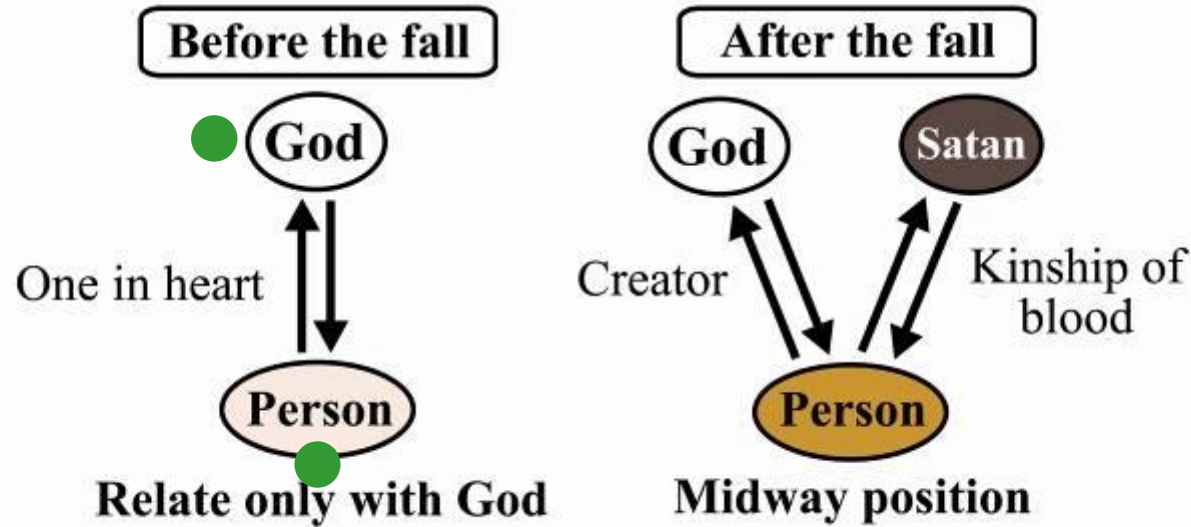 Before the fall
God
One in heart
Person
Relate only with God
After the fall
God
Satan
Creator
Kinship of
blood
Person
Midway position